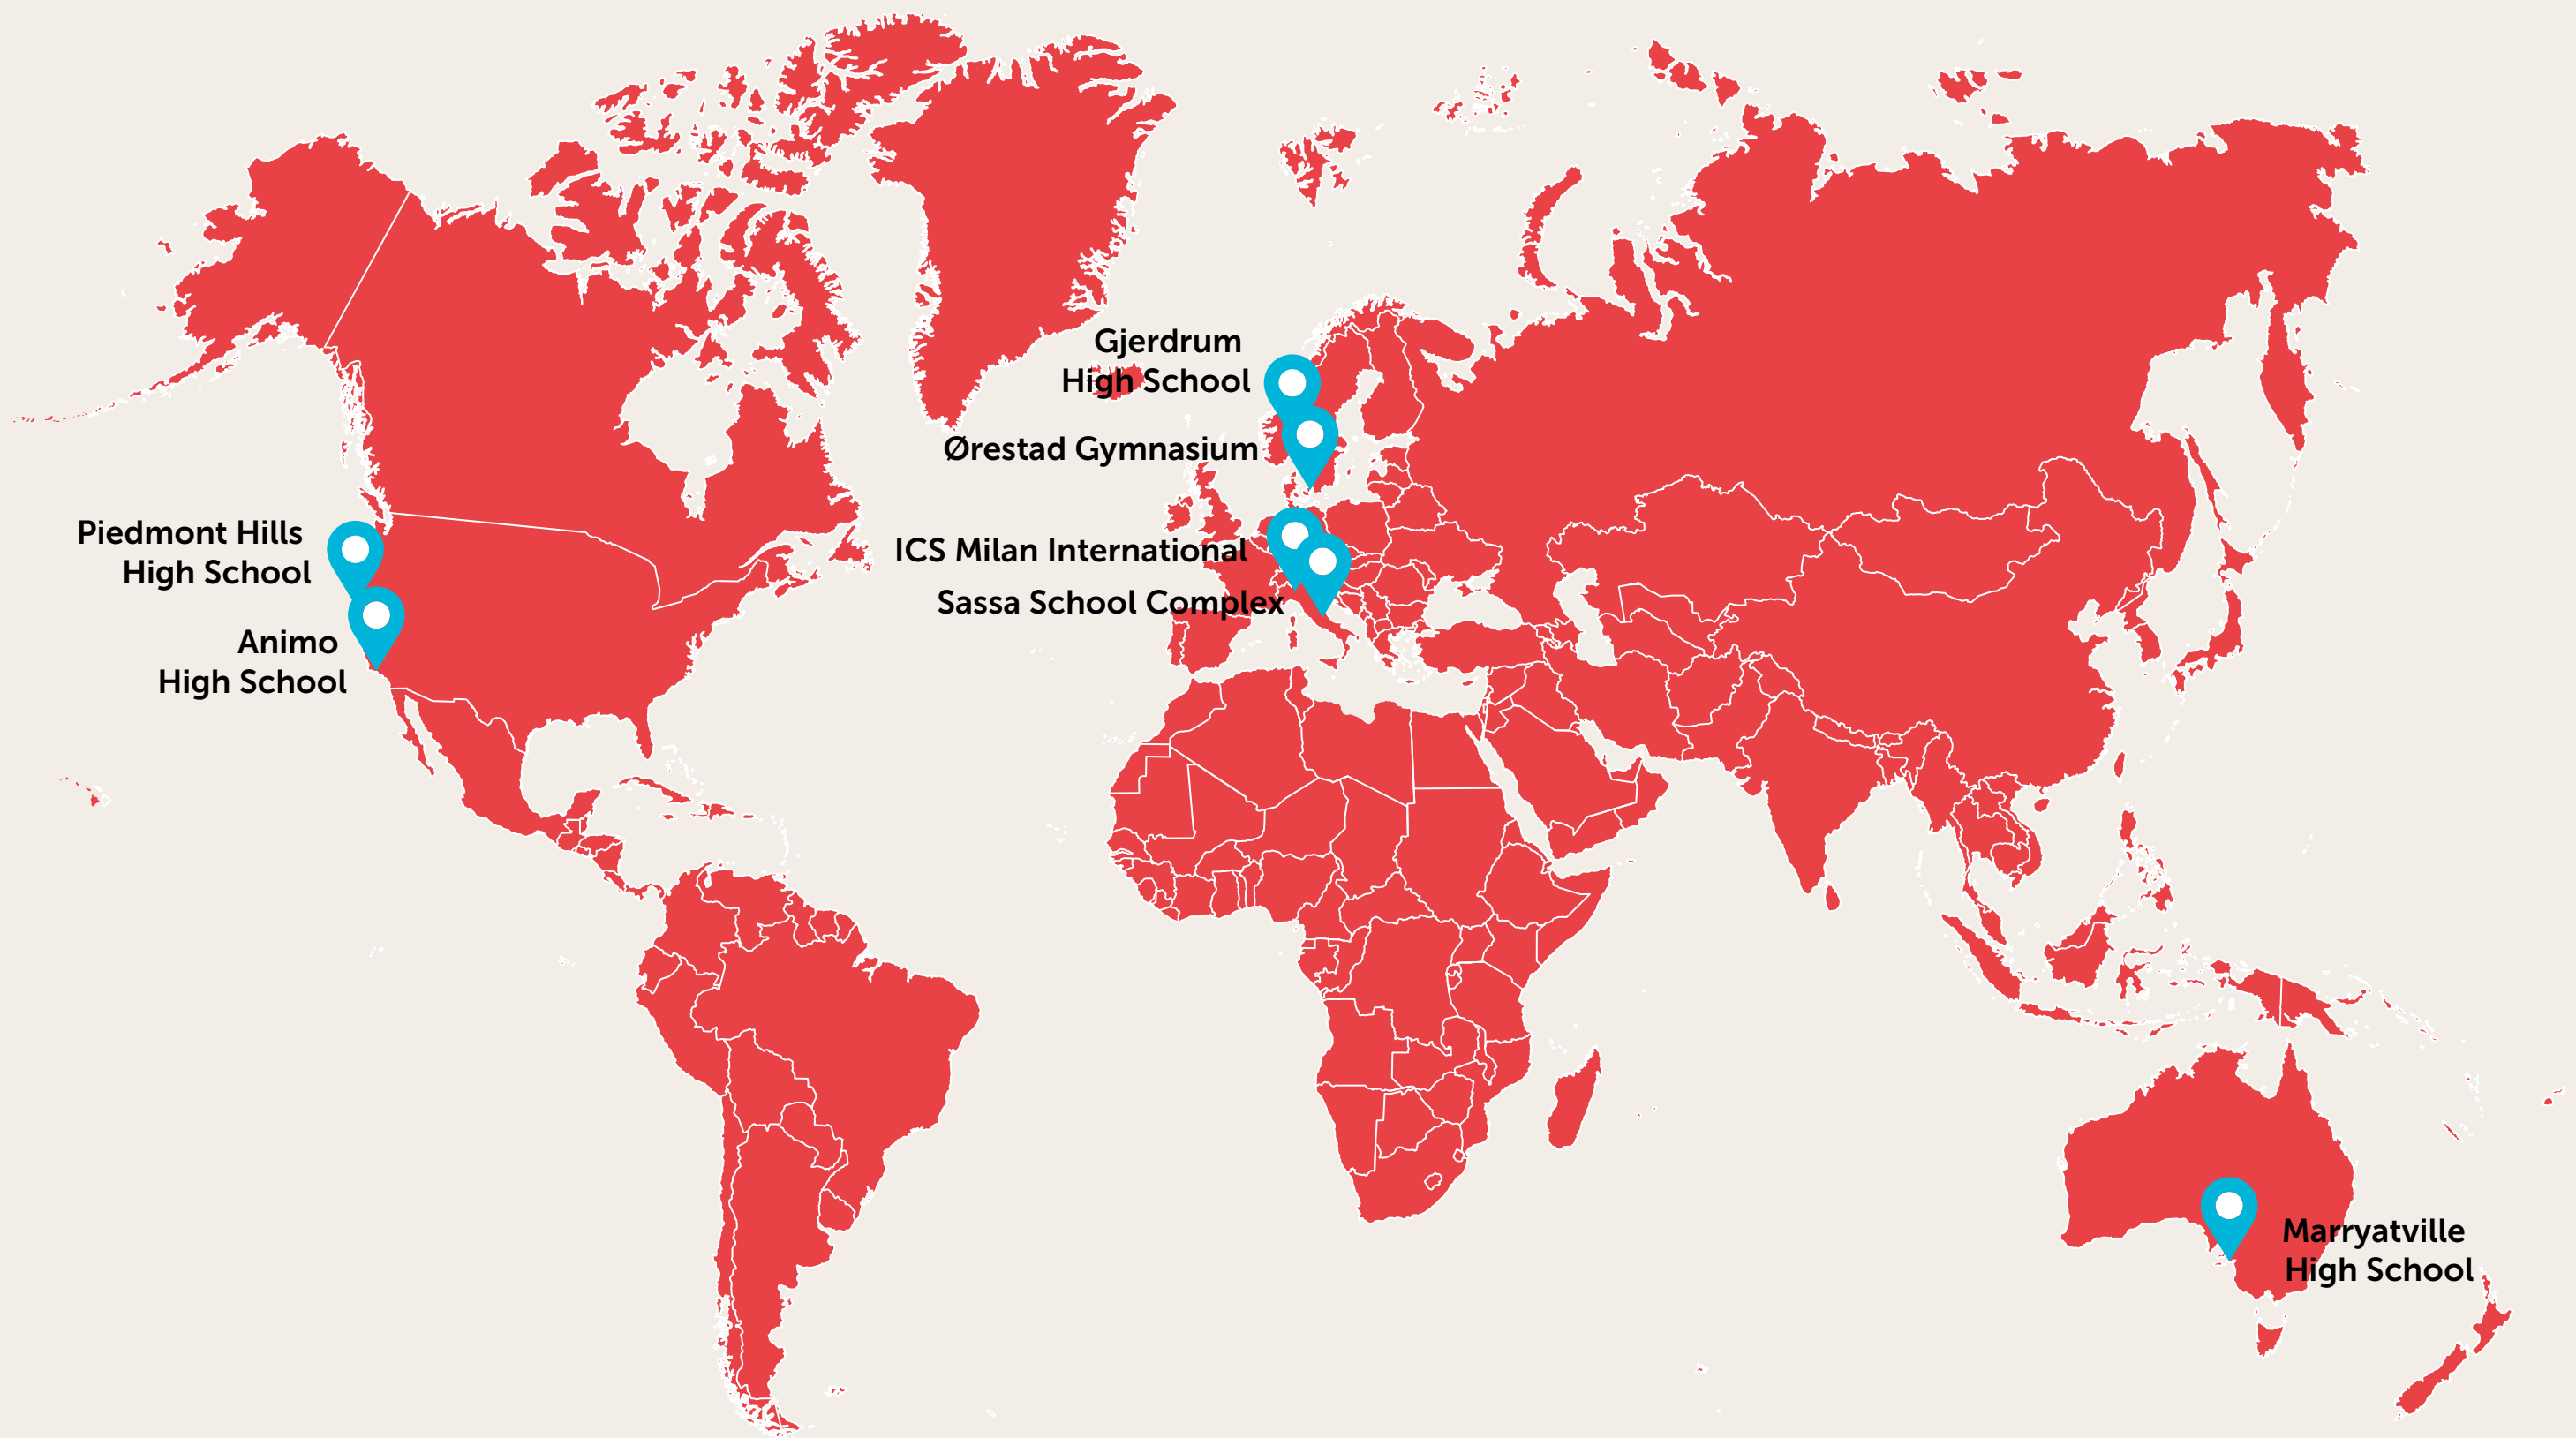 Gjerdrum
High School
Ørestad Gymnasium
Piedmont Hills
High School
ICS Milan International
Sassa School Complex
Animo
High School
Marryatville
High School